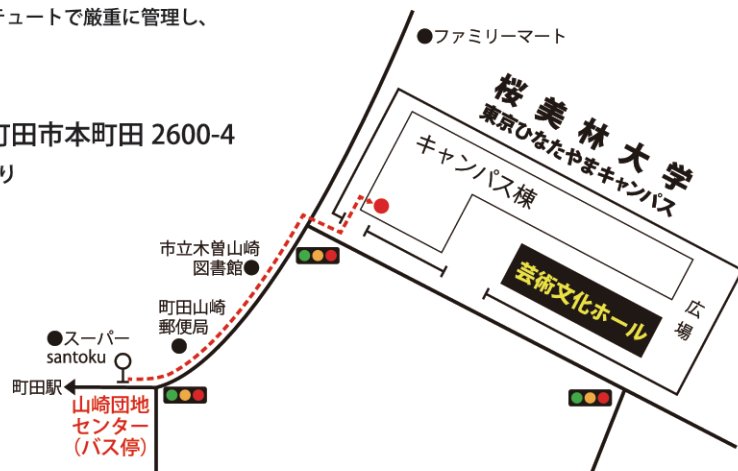 チュートで厳重に管理し、
町田市本町田 2600-4
り
●ファミリーマート
桜美林大学
東京ひなたやまキャンパス
キャンパス棟
芸術文化ホール
広場
市立木曽山崎
図書館●
町田山崎
郵便局
●スーパー
santoku
町田駅
山崎団地
センター
（バス停）